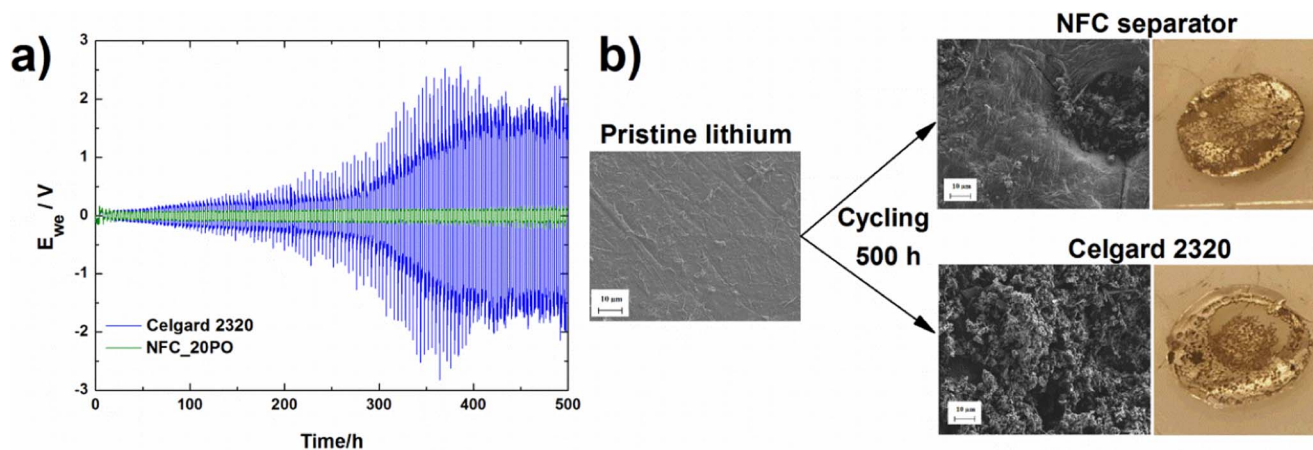 a)
3
2
1
0
-1
-2
-3
E_we / V
Celgard 2320
NFC_20PO
0 100 200 300 400 500
Time/h
b)
Pristine lithium
10 µm
Cycling
500 h
NFC separator
10 µm
Celgard 2320
10 µm